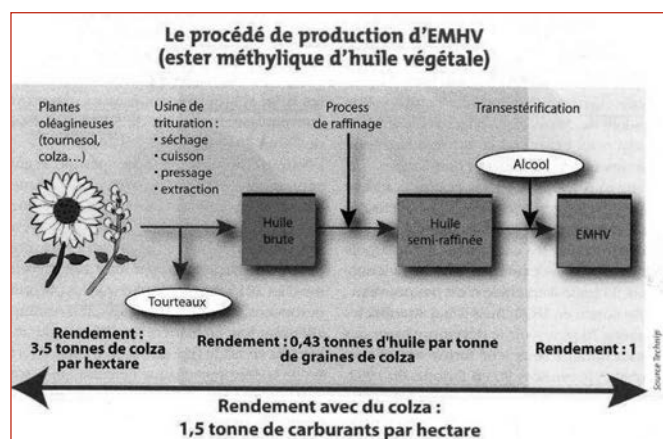 Le procédé de production d'EMHV
(ester méthylique d'huile végétale)
Plantes
oléagineuses
(tournesol,
colza...)
Usine de
trituration :
• séchage
• cuisson
• pressage
• extraction
Process
de raffinage
Transestérification
Alcool
Huile
brute
Huile
semi-raffinée
EMHV
Tourteaux
Rendement :
3,5 tonnes de colza
par hextare
Rendement : 0,43 tonnes d'huile par tonne
de graines de colza
Rendement : 1
Rendement avec du colza :
1,5 tonne de carburants par hectare
Source Technip